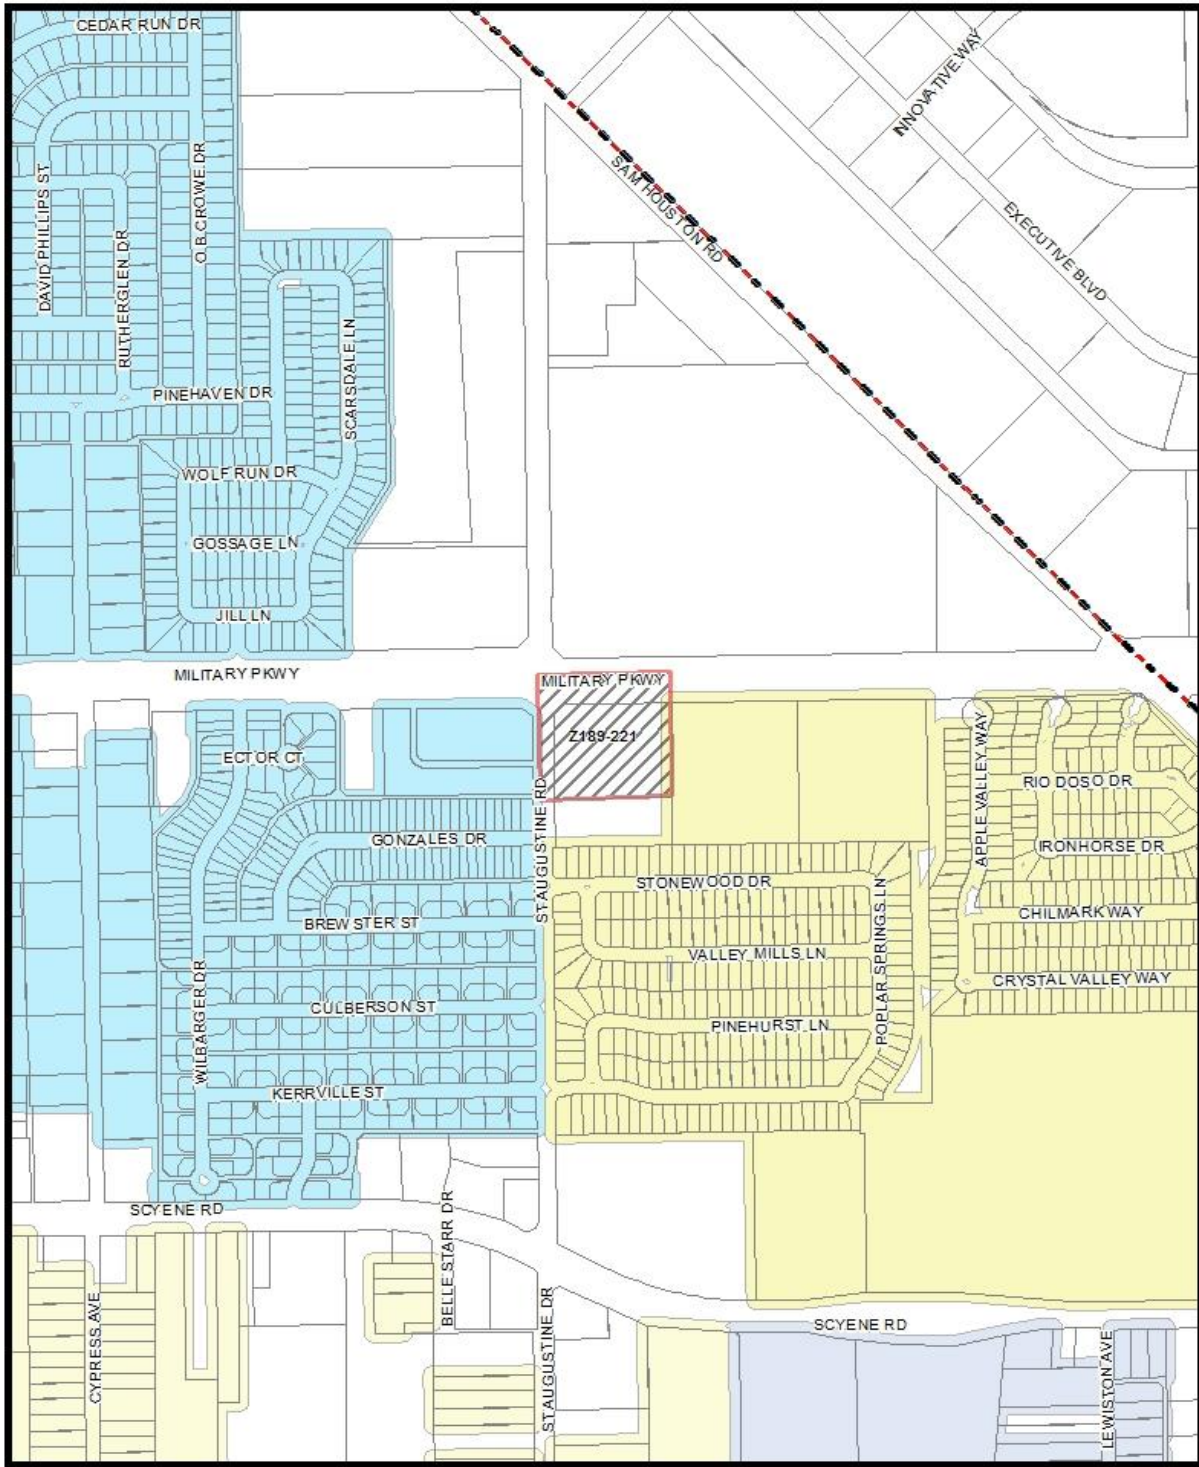 CEDAR RUN DR
INNOVATIVE WAY
DAVID PHILLIPS ST
O B CROWE DR
SAM HOUSTON RD
EXECUTIVE BLVD
RUTHERGLEN DR
SCARSDALE LN
PINEHAVEN DR
WOLF RUN DR
GOSSAGE LN
JILL LN
MILITARY PKWY
MILITARY PKWY
Z189-221
ECTOR CT
APPLE VALLEY WAY
RIO DOSO DR
GONZALES DR
ST AUGUSTINE RD
IRONHORSE DR
STONEWOOD DR
POPLAR SPRINGS LN
BREWSTER ST
CHILMARK WAY
VALLEY MILLS LN
WILBARGER DR
CRYSTAL VALLEY WAY
CULBERSON ST
PINEHURST LN
KERRVILLE ST
SCYENE RD
BELLE STARR DR
CYPRESS AVE
ST AUGUSTINE DR
SCYENE RD
LEWISTON AVE